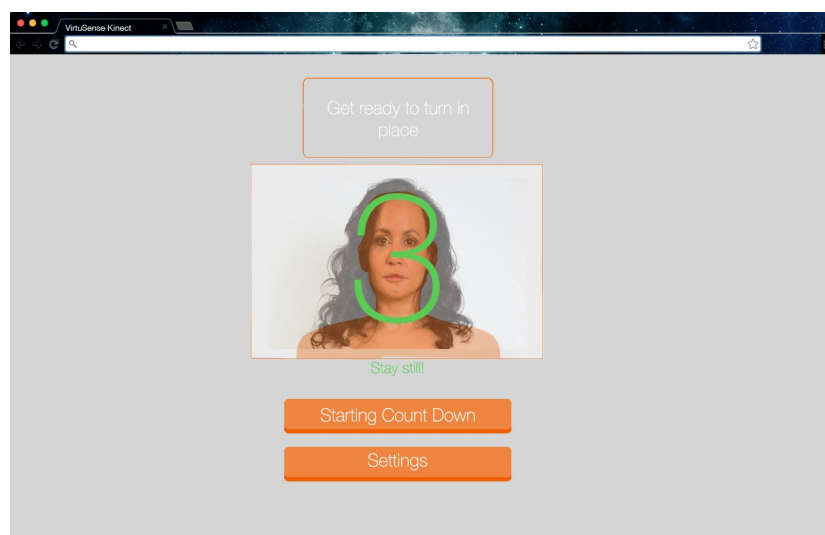 VirtuSense Kinect
Get ready to turn in
place
3
Stay still!
Starting Count Down
Settings